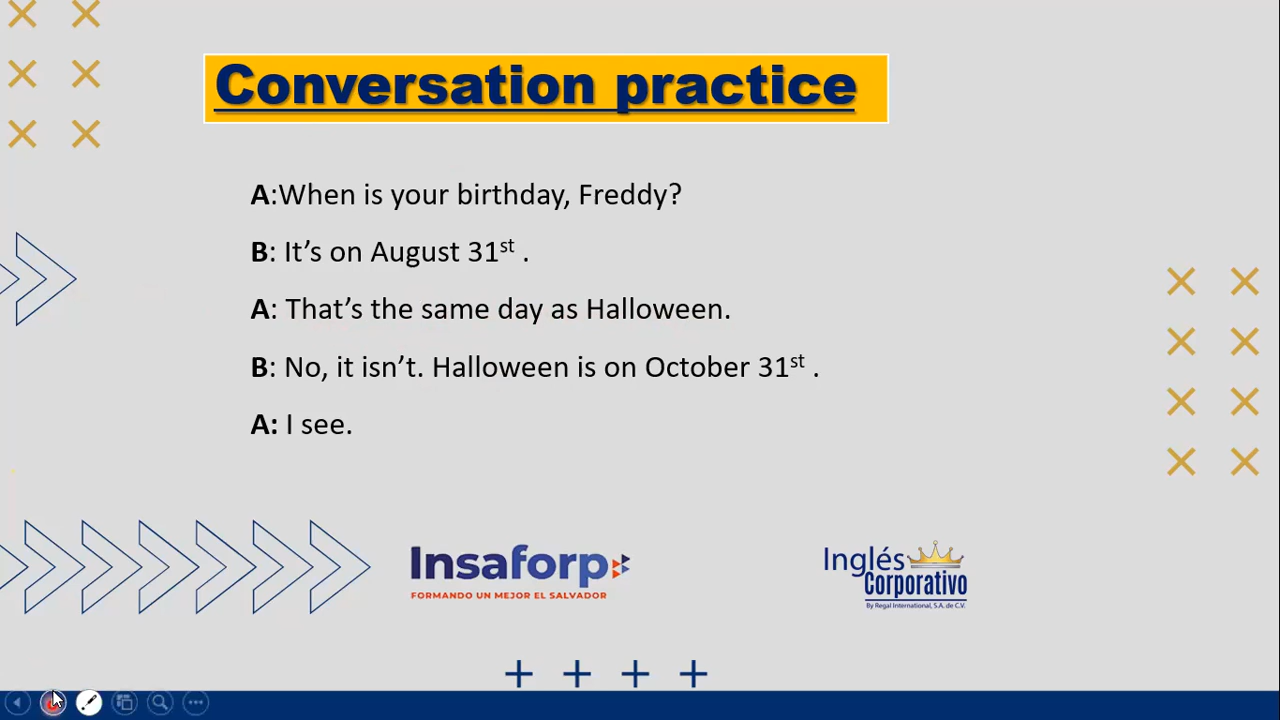 Conversation practice
A:When is your birthday, Freddy?
B: It’s on August 31st .
A: That’s the same day as Halloween.
B: No, it isn’t. Halloween is on October 31st .
A: I see.
Insaforp
FORMANDO UN MEJOR EL SALVADOR
Inglés
Corporativo
By Regal International, S.A. de C.V.